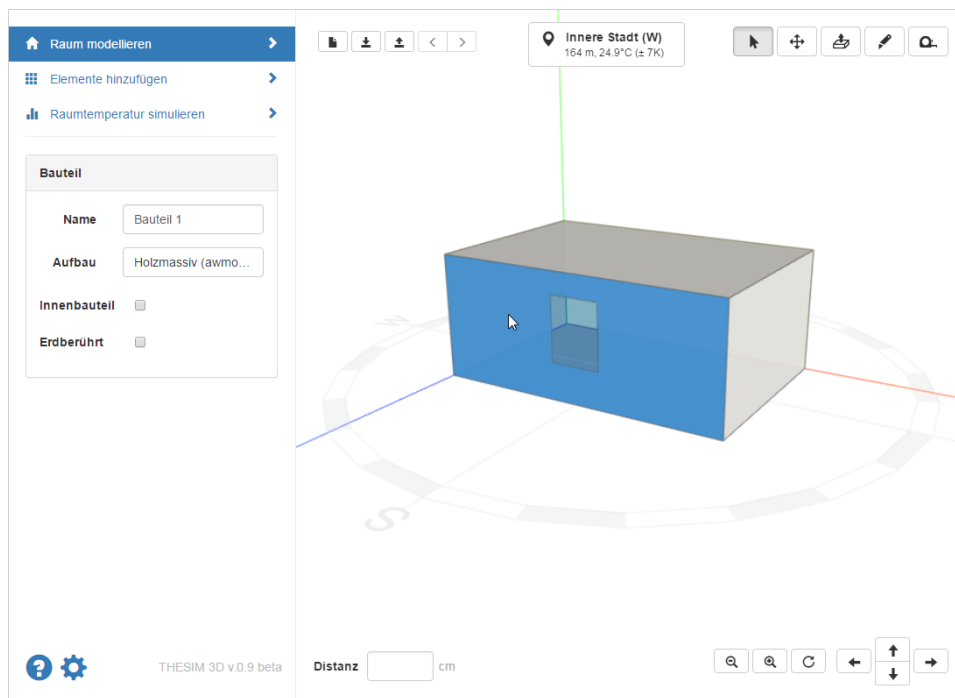 Raum modellieren
Elemente hinzufügen
Raumtemperatur simulieren
Bauteil
Name Bauteil 1
Aufbau Holzmassiv (awmo...
Innenbauteil
Erdberührt
THESIM 3D v.0.9 beta
Innere Stadt (W)
164 m, 24.9°C (± 7K)
W
S
Distanz cm